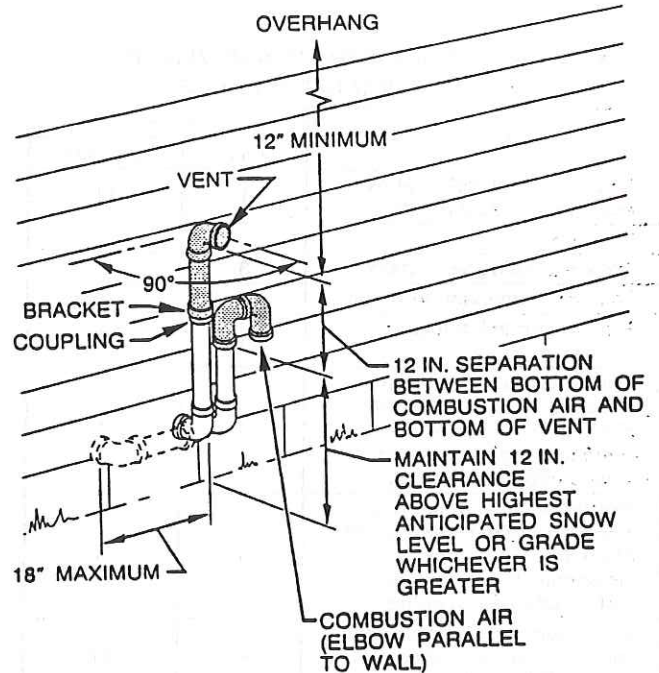 OVERHANG
12" MINIMUM
VENT
90°
BRACKET
COUPLING
12 IN. SEPARATION
BETWEEN BOTTOM OF
COMBUSTION AIR AND
BOTTOM OF VENT
MAINTAIN 12 IN.
CLEARANCE
ABOVE HIGHEST
ANTICIPATED SNOW
LEVEL OR GRADE
WHICHEVER IS
GREATER
18" MAXIMUM
COMBUSTION AIR
(ELBOW PARALLEL
TO WALL)